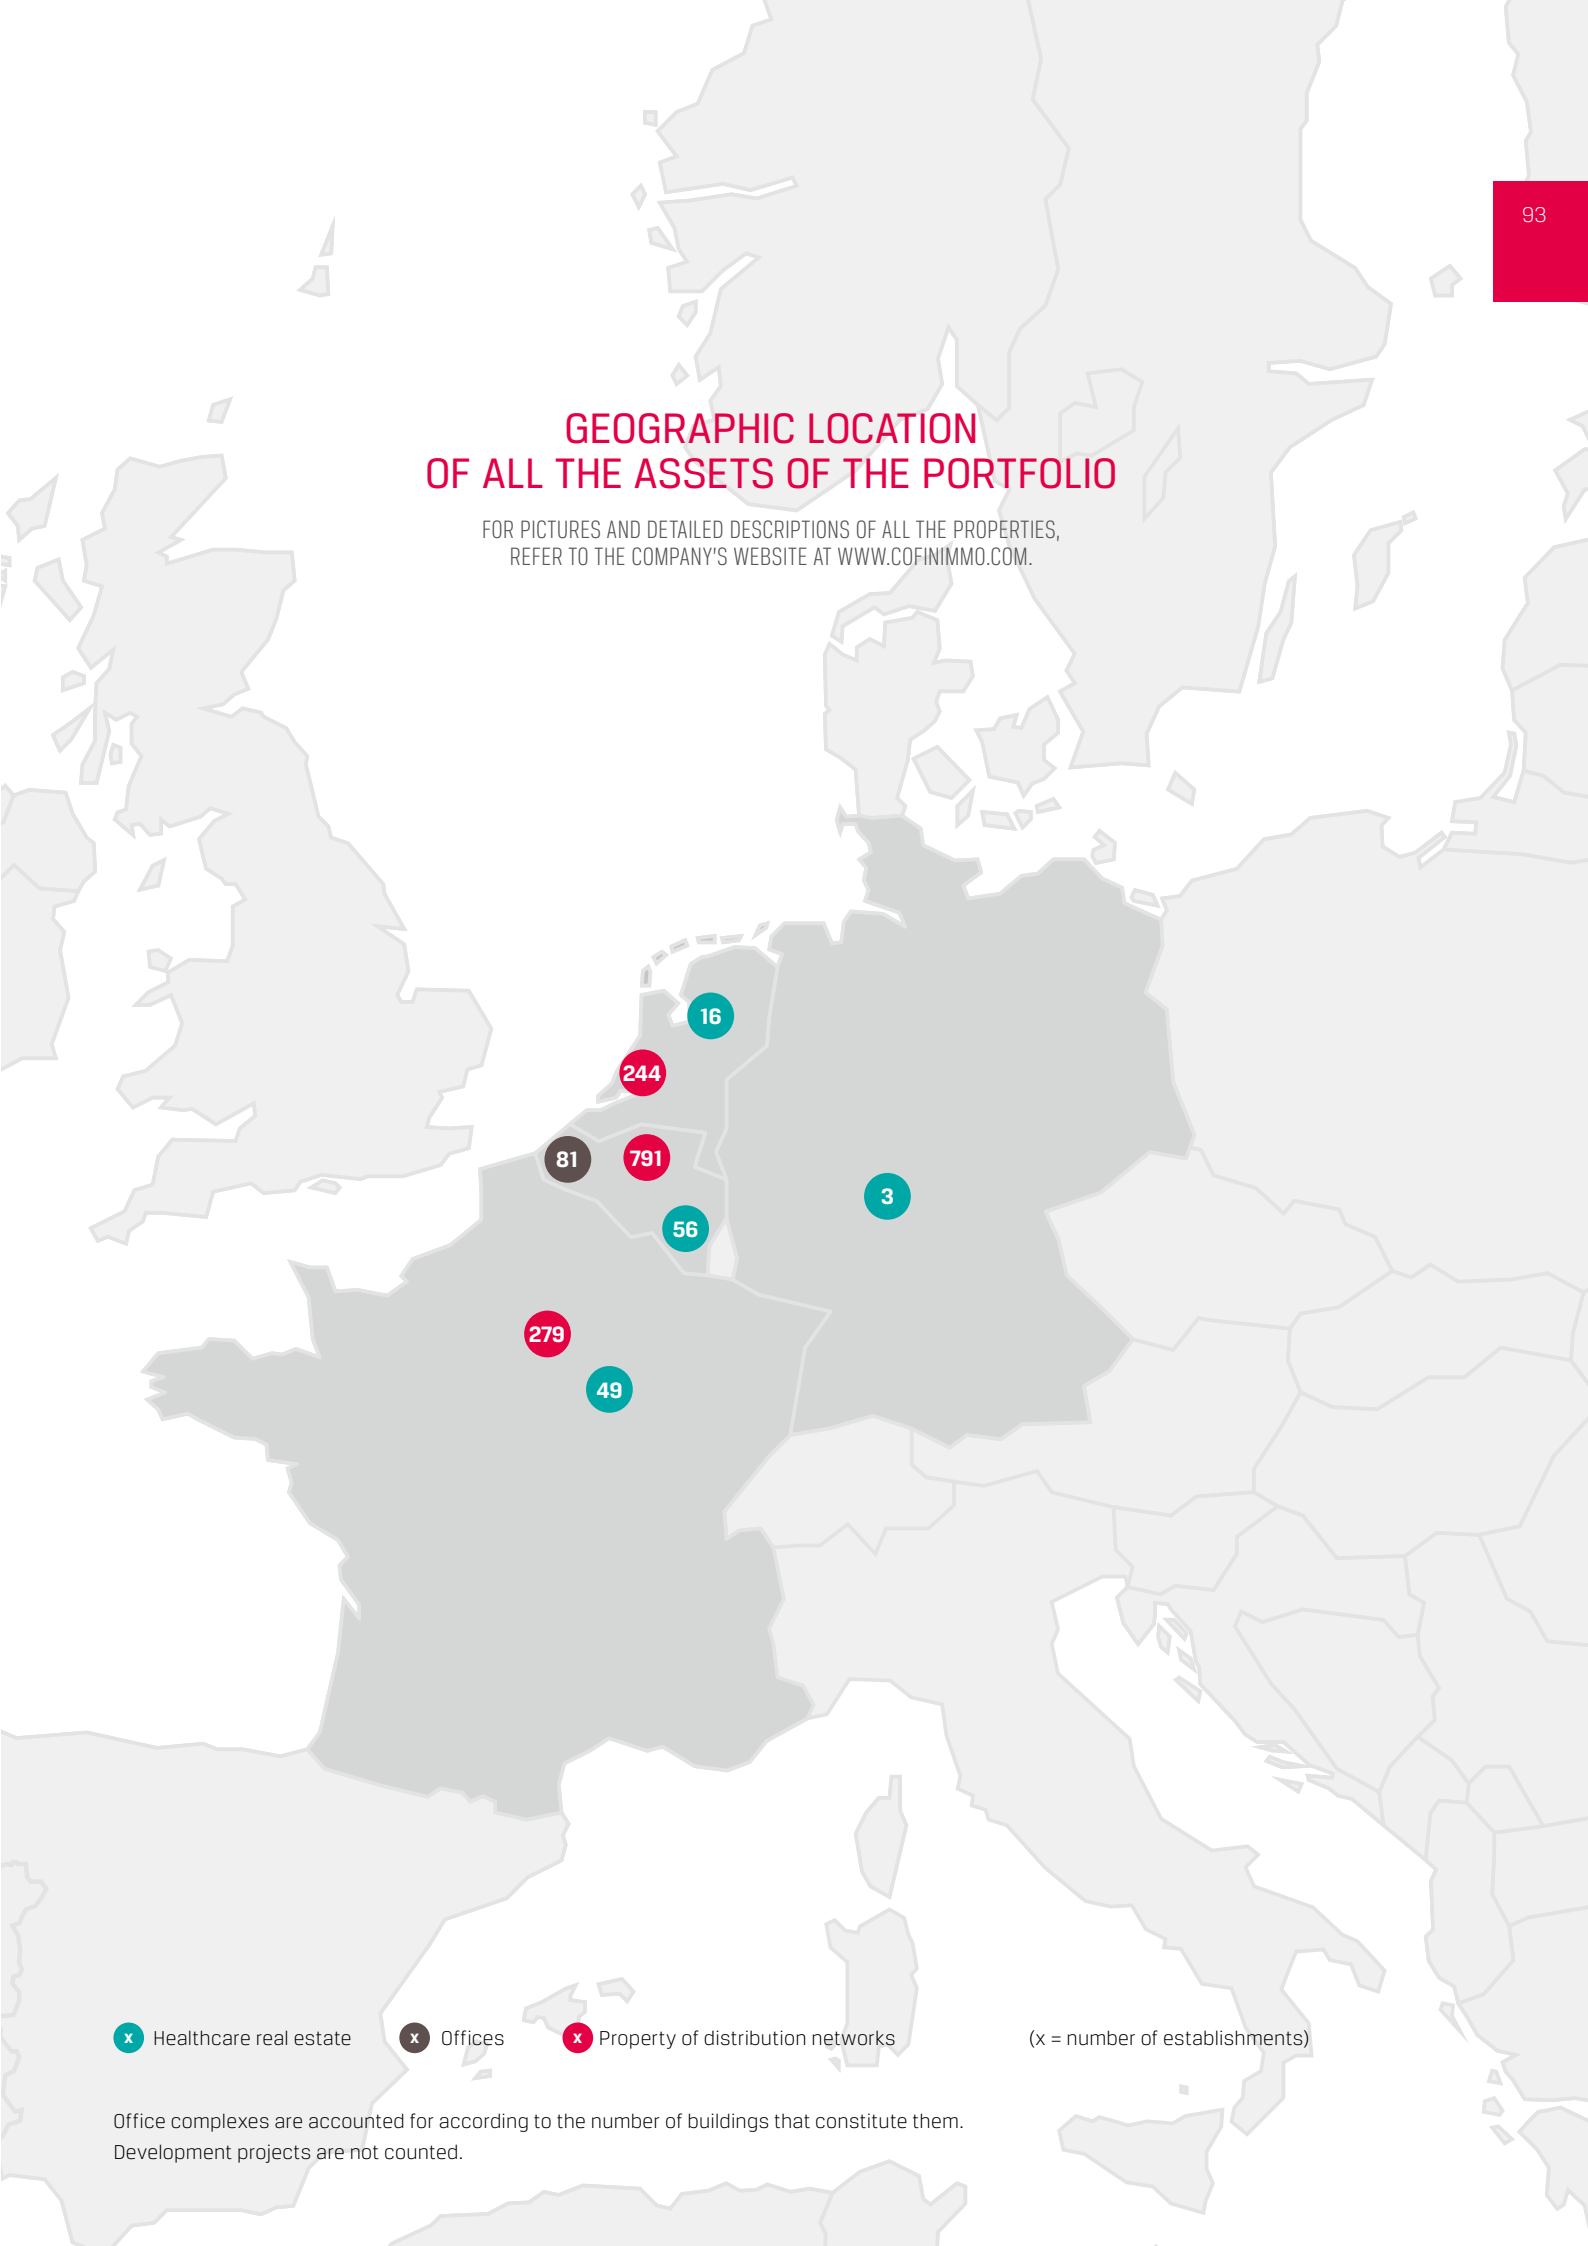 93
GEOGRAPHIC LOCATION
OF ALL THE ASSETS OF THE PORTFOLIO
FOR PICTURES AND DETAILED DESCRIPTIONS OF ALL THE PROPERTIES,
REFER TO THE COMPANY'S WEBSITE AT WWW.COFINIMMO.COM.
16
244
81
791
3
56
279
49
x Healthcare real estate x Offices x Property of distribution networks (x = number of establishments)
Office complexes are accounted for according to the number of buildings that constitute them.
Development projects are not counted.